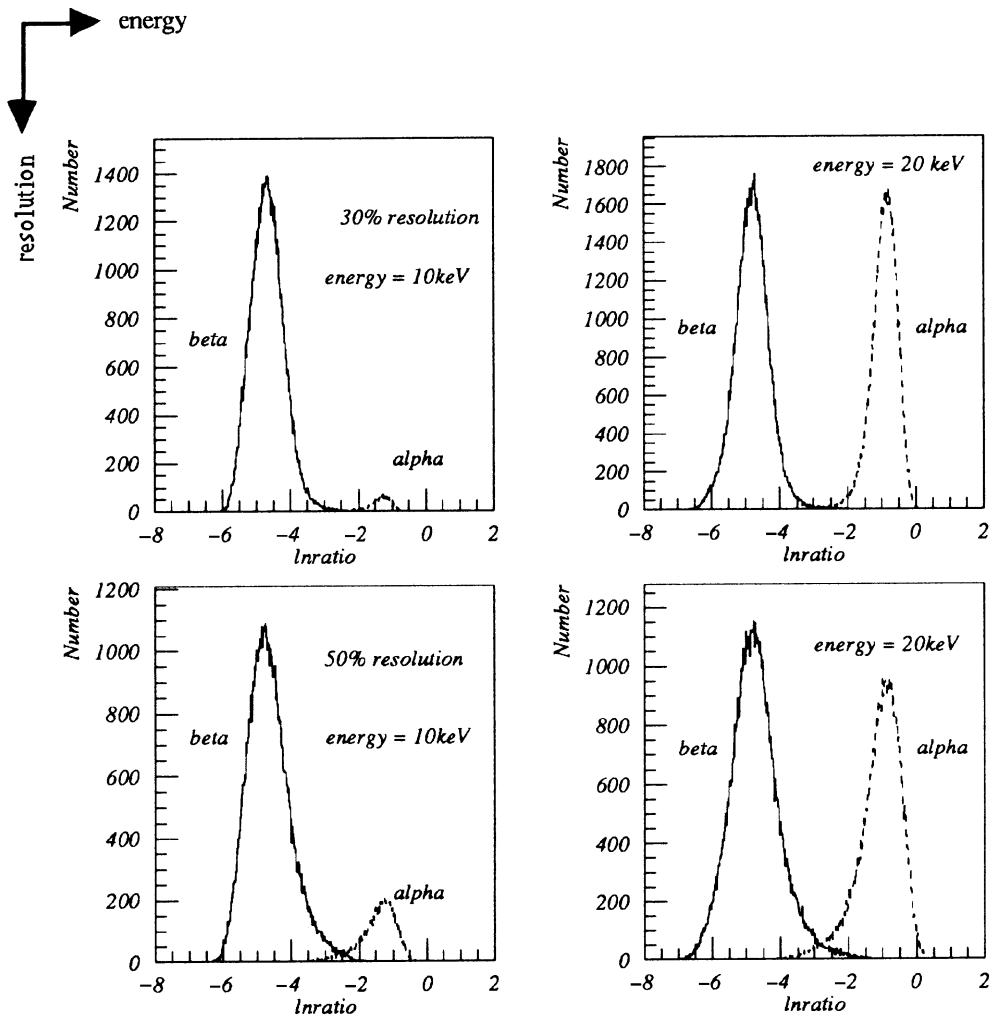 energy
resolution
Number
1400
1200
1000
800
600
400
200
0
30% resolution
energy = 10keV
beta
alpha
−8 −6 −4 −2 0 2
lnratio
Number
1800
1600
1400
1200
1000
800
600
400
200
0
energy = 20 keV
beta
alpha
−8 −6 −4 −2 0 2
lnratio
Number
1200
1000
800
600
400
200
0
50% resolution
energy = 10keV
beta
alpha
−8 −6 −4 −2 0 2
lnratio
Number
1200
1000
800
600
400
200
0
energy = 20keV
beta
alpha
−8 −6 −4 −2 0 2
lnratio